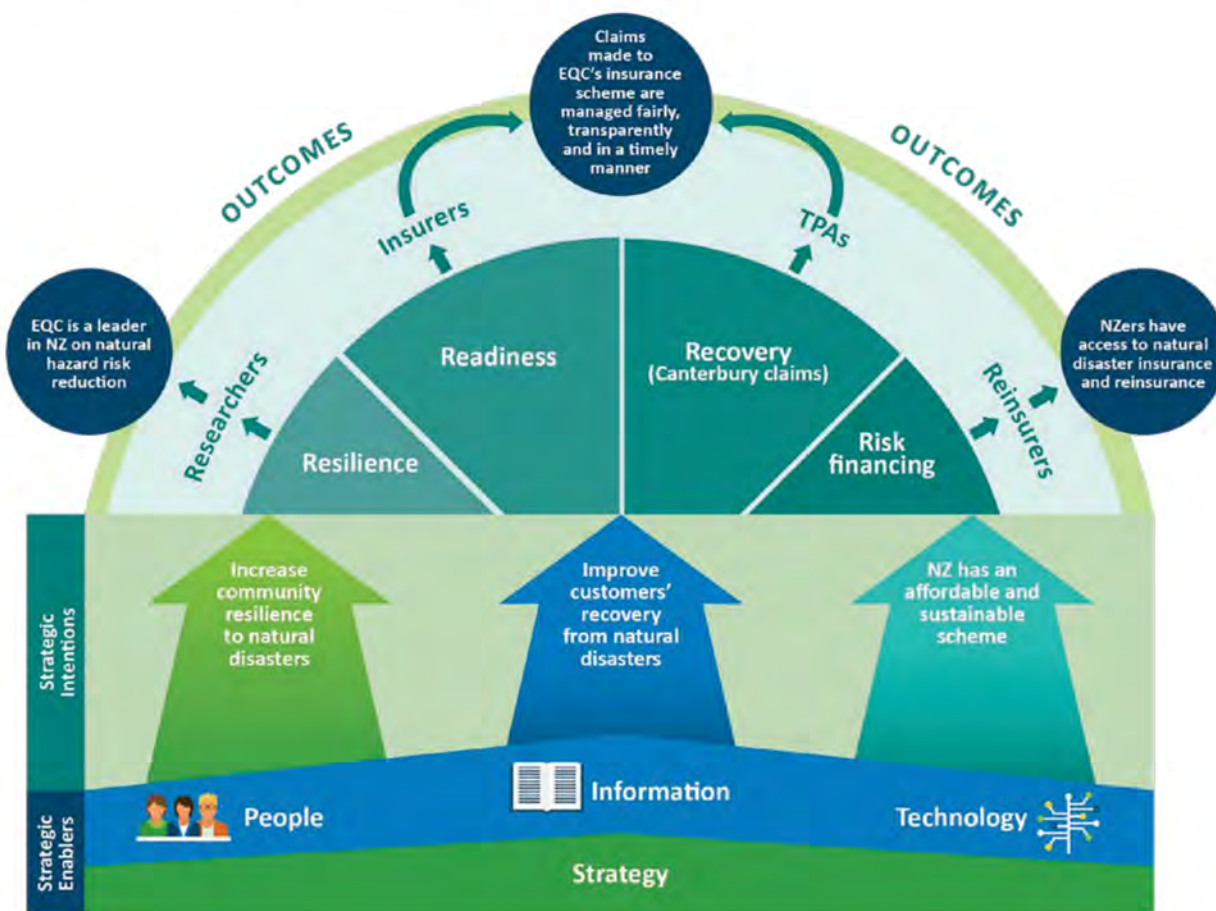 Claims
made to
EQC's insurance
scheme are
managed fairly,
transparently
and in a timely
manner
OUTCOMES
OUTCOMES
Insurers
TPAs
EQC is a leader
in NZ on natural
hazard risk
reduction
NZers have
access to natural
disaster insurance
and reinsurance
Researchers
Reinsurers
Readiness
Recovery
(Canterbury claims)
Resilience
Risk
financing
Strategic
Intentions
Increase
community
resilience
to natural
disasters
Improve
customers'
recovery
from natural
disasters
NZ has an
affordable and
sustainable
scheme
Strategic
Enablers
People
Information
Technology
Strategy